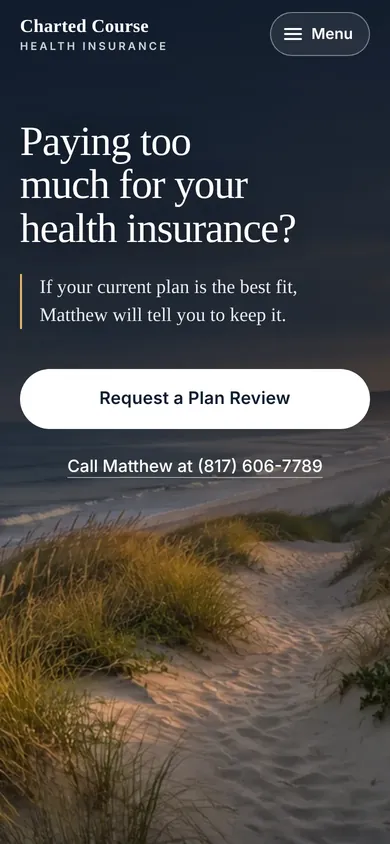 Charted Course
HEALTH INSURANCE
Menu
Paying too
much for your
health insurance?
If your current plan is the best fit,
Matthew will tell you to keep it.
Request a Plan Review
Call Matthew at (817) 606-7789